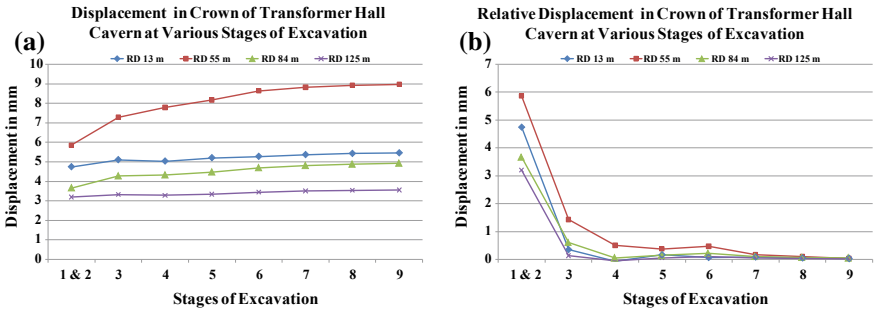 (a)
Displacement in Crown of Transformer Hall
Cavern at Various Stages of Excavation
RD 13 m RD 55 m RD 84 m RD 125 m
Displacement in mm
10
9
8
7
6
5
4
3
2
1
0
1 & 2 3 4 5 6 7 8 9
Stages of Excavation
(b)
Relative Displacement in Crown of Transformer Hall
Cavern at Various Stages of Excavation
RD 13 m RD 55 m RD 84 m RD 125 m
Displacement in mm
7
6
5
4
3
2
1
0
1 & 2 3 4 5 6 7 8 9
Stages of Excavation